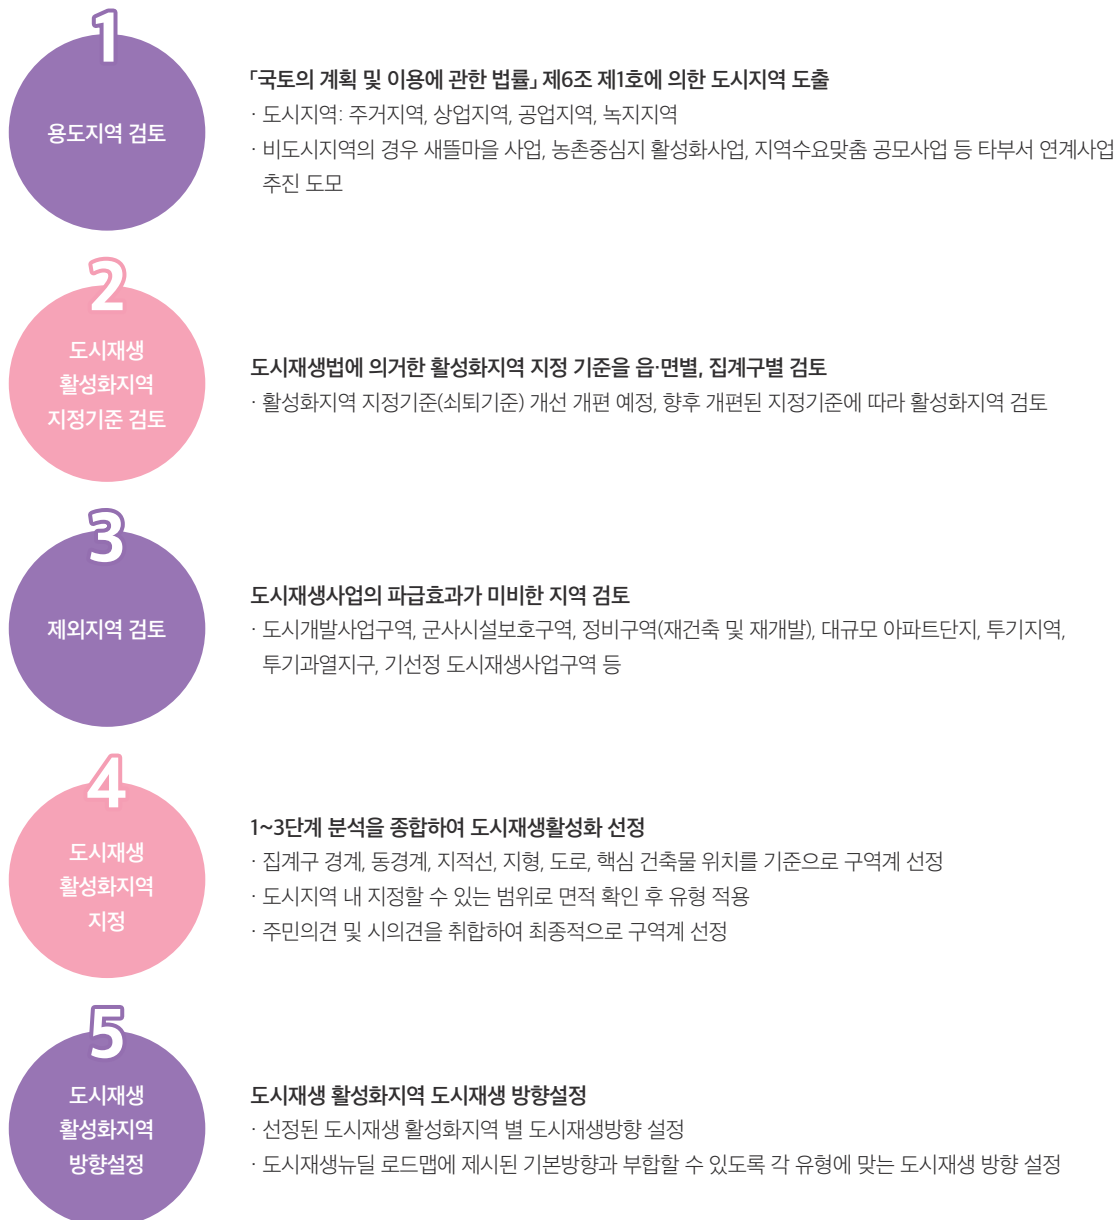 1
용도지역 검토
「국토의 계획 및 이용에 관한 법률」 제6조 제1호에 의한 도시지역 도출
· 도시지역: 주거지역, 상업지역, 공업지역, 녹지지역
· 비도시지역의 경우 새뜰마을 사업, 농촌중심지 활성화사업, 지역수요맞춤 공모사업 등 타부서 연계사업
추진 도모
2
도시재생
활성화지역
지정기준 검토
도시재생법에 의거한 활성화지역 지정 기준을 읍·면별, 집계구별 검토
· 활성화지역 지정기준(쇠퇴기준) 개선 개편 예정, 향후 개편된 지정기준에 따라 활성화지역 검토
3
제외지역 검토
도시재생사업의 파급효과가 미비한 지역 검토
· 도시개발사업구역, 군사시설보호구역, 정비구역(재건축 및 재개발), 대규모 아파트단지, 투기지역,
투기과열지구, 기선정 도시재생사업구역 등
4
도시재생
활성화지역
지정
1~3단계 분석을 종합하여 도시재생활성화 선정
· 집계구 경계, 동경계, 지적선, 지형, 도로, 핵심 건축물 위치를 기준으로 구역계 선정
· 도시지역 내 지정할 수 있는 범위로 면적 확인 후 유형 적용
· 주민의견 및 시의견을 취합하여 최종적으로 구역계 선정
5
도시재생
활성화지역
방향설정
도시재생 활성화지역 도시재생 방향설정
· 선정된 도시재생 활성화지역 별 도시재생방향 설정
· 도시재생뉴딜 로드맵에 제시된 기본방향과 부합할 수 있도록 각 유형에 맞는 도시재생 방향 설정